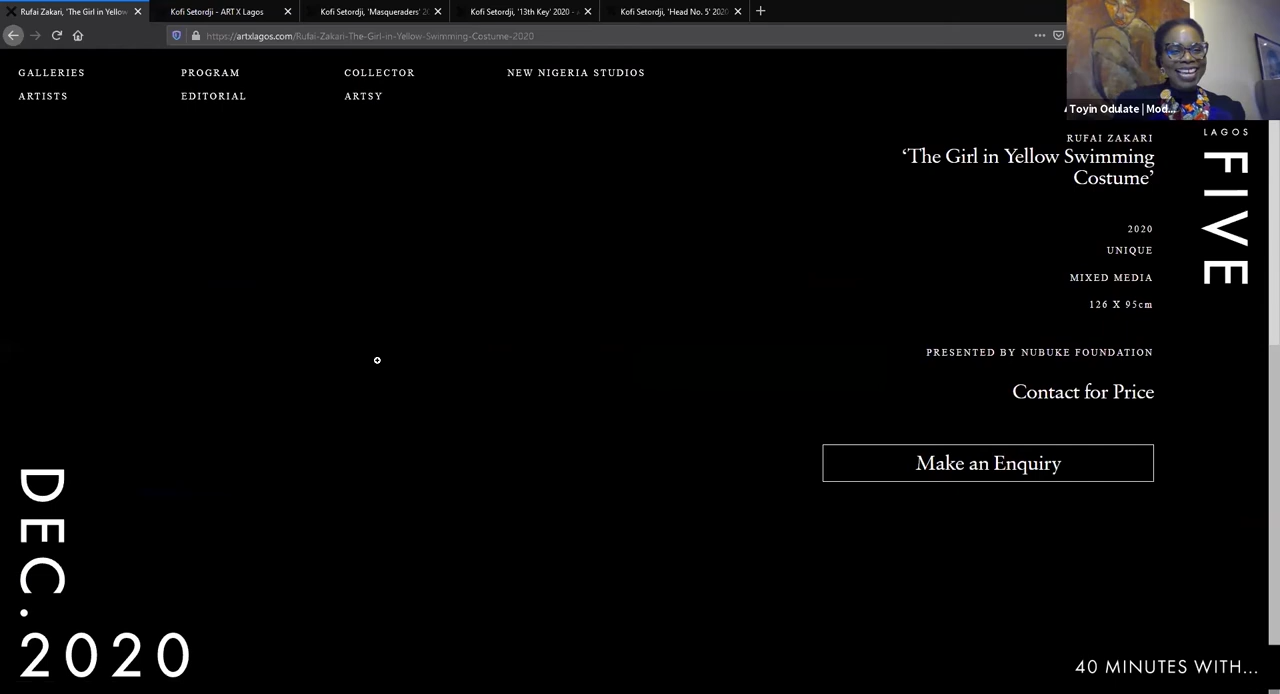 Rufai Zakari, 'The Girl in Yellow
Kofi Setordji - ART X Lagos
Kofi Setordji, 'Masqueraders' 2
Kofi Setordji, '13th Key' 2020 -
Kofi Setordji, 'Head No. 5' 2020
https://artxlagos.com/Rufai-Zakari-The-Girl-in-Yellow-Swimming-Costume-2020
GALLERIES
PROGRAM
COLLECTOR
NEW NIGERIA STUDIOS
ARTISTS
EDITORIAL
ARTSY
Toyin Odulate | Mod...
LAGOS
FIVE
RUFAI ZAKARI
‘The Girl in Yellow Swimming
Costume’
2020
UNIQUE
MIXED MEDIA
126 X 95cm
PRESENTED BY NUBUKE FOUNDATION
Contact for Price
Make an Enquiry
DEC.
2020
40 MINUTES WITH...